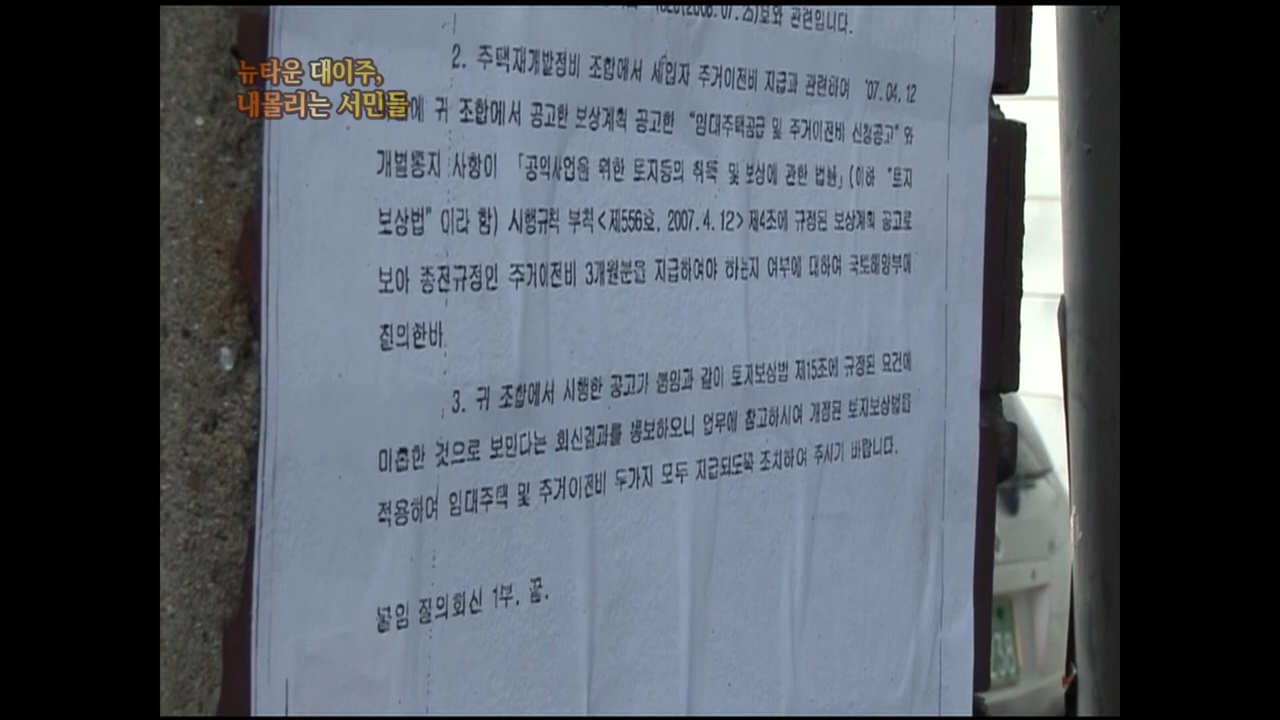 뉴타운 대이주,
내몰리는 서민들
(2008.07.25)호와 관련입니다.
2. 주택재개발정비 조합에서 세입자 주거이전비 지급과 관련하여 '07.04.12
귀 조합에서 공고한 보상계획 공고한 "임대주택공급 및 주거이전비 신청공고"와
개별통지 사항이 「공익사업을 위한 토지등의 취득 및 보상에 관한 법률」(이하 "토지
보상법"이라 함) 시행규칙 부칙<제556호, 2007.4.12>제4조에 규정된 보상계획 공고로
보아 종전규정인 주거이전비 3개월분을 지급하여야 하는지 여부에 대하여 국토해양부에
질의한바
3. 귀 조합에서 시행한 공고가 붙임과 같이 토지보상법 제15조에 규정된 요건에
미흡한 것으로 보인다는 회신결과를 통보하오니 업무에 참고하시어 개정된 토지보상법을
적용하여 임대주택 및 주거이전비 두가지 모두 지급되도록 조치하여 주시기 바랍니다.
붙임 질의회신 1부. 끝.